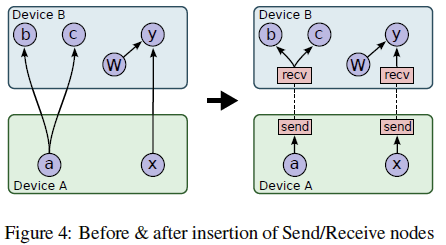 Device B
b
c
y
W
a
x
Device A
Device B
b
c
y
W
recv
recv
send
send
a
x
Device A
Figure 4: Before & after insertion of Send/Receive nodes